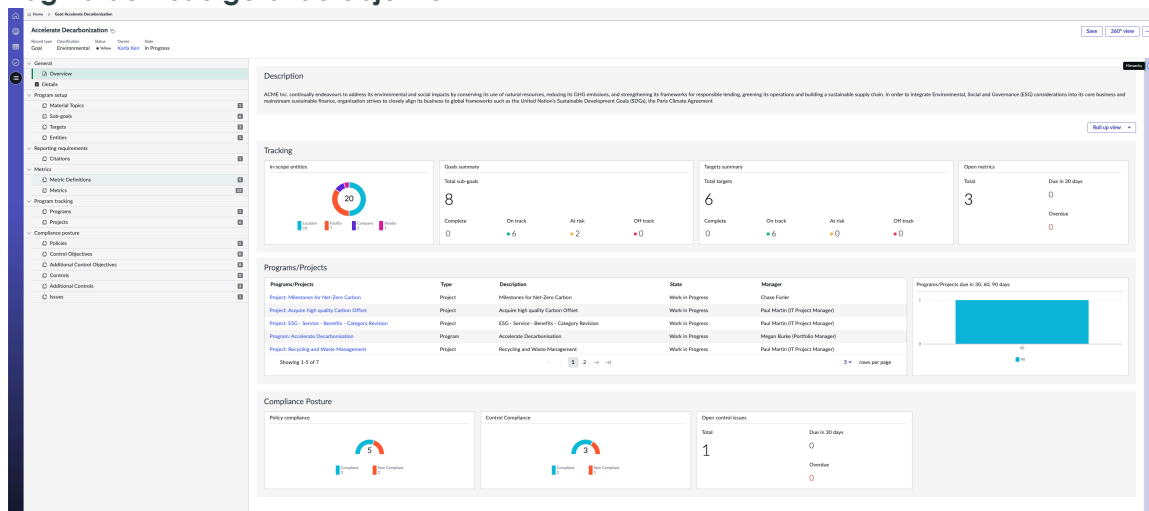 Home > Goal: Accelerate Decarbonization
Accelerate Decarbonization
Save
360° view
Record type
Classification
Status
Owner
State
Goal
Environmental
Yellow
Karla Ken
In Progress
General
Overview
Details
Program setup
Material Topics
Sub-goals
Targets
Entities
Reporting requirements
Citations
Metrics
Metric Definitions
Metrics
Program tracking
Programs
Projects
Compliance posture
Policies
Control Objectives
Additional Control Objectives
Controls
Additional Controls
Issues
Hierarchy
Description
ACME Inc. continually endeavours to address its environmental and social impacts by conserving its use of natural resources, reducing its GHG emissions, and strengthening its frameworks for responsible lending, greening its operations and building a sustainable supply chain. In order to integrate Environmental, Social and Governance (ESG) considerations into its core business and
mainstream sustainable finance, organisation strives to closely align its business to global frameworks such as the United Nation's Sustainable Development Goals (SDGs), the Paris Climate Agreement
Roll up view
Tracking
In-scope entities
20
Location
10
Facility
7
Company
2
Vendor
1
Goals summary
Total sub-goals
8
Complete
On track
At risk
Off track
0
6
2
0
Targets summary
Total targets
6
Complete
On track
At risk
Off track
0
6
0
0
Open metrics
Total
Due in 30 days
3
0
Overdue
0
Programs/Projects
Programs/Projects Type Description State Manager
Project: Milestones for Net-Zero Carbon Project Milestones for Net-Zero Carbon Work in Progress Chase Furler
Project: Acquire high quality Carbon Offset Project Acquire high quality Carbon Offset Work in Progress Paul Martin (IT Project Manager)
Project: ESG - Service - Benefits - Category Revision Project ESG - Service - Benefits - Category Revision Work in Progress Paul Martin (IT Project Manager)
Program: Accelerate Decarbonisation Program Accelerate Decarbonisation Work in Progress Megan Burke (Portfolio Manager)
Project: Recycling and Waste Management Project Recycling and Waste Management Work in Progress Paul Martin (IT Project Manager)
Showing 1-5 of 7
1 2
5 rows per page
Programs/Projects due in 30, 60, 90 days
1
0
90
90
Compliance Posture
Policy compliance
5
Compliant
Non Compliant
Control Compliance
3
Compliant
2
Non Compliant
1
Open control issues
Total
Due in 30 days
1
0
Overdue
0